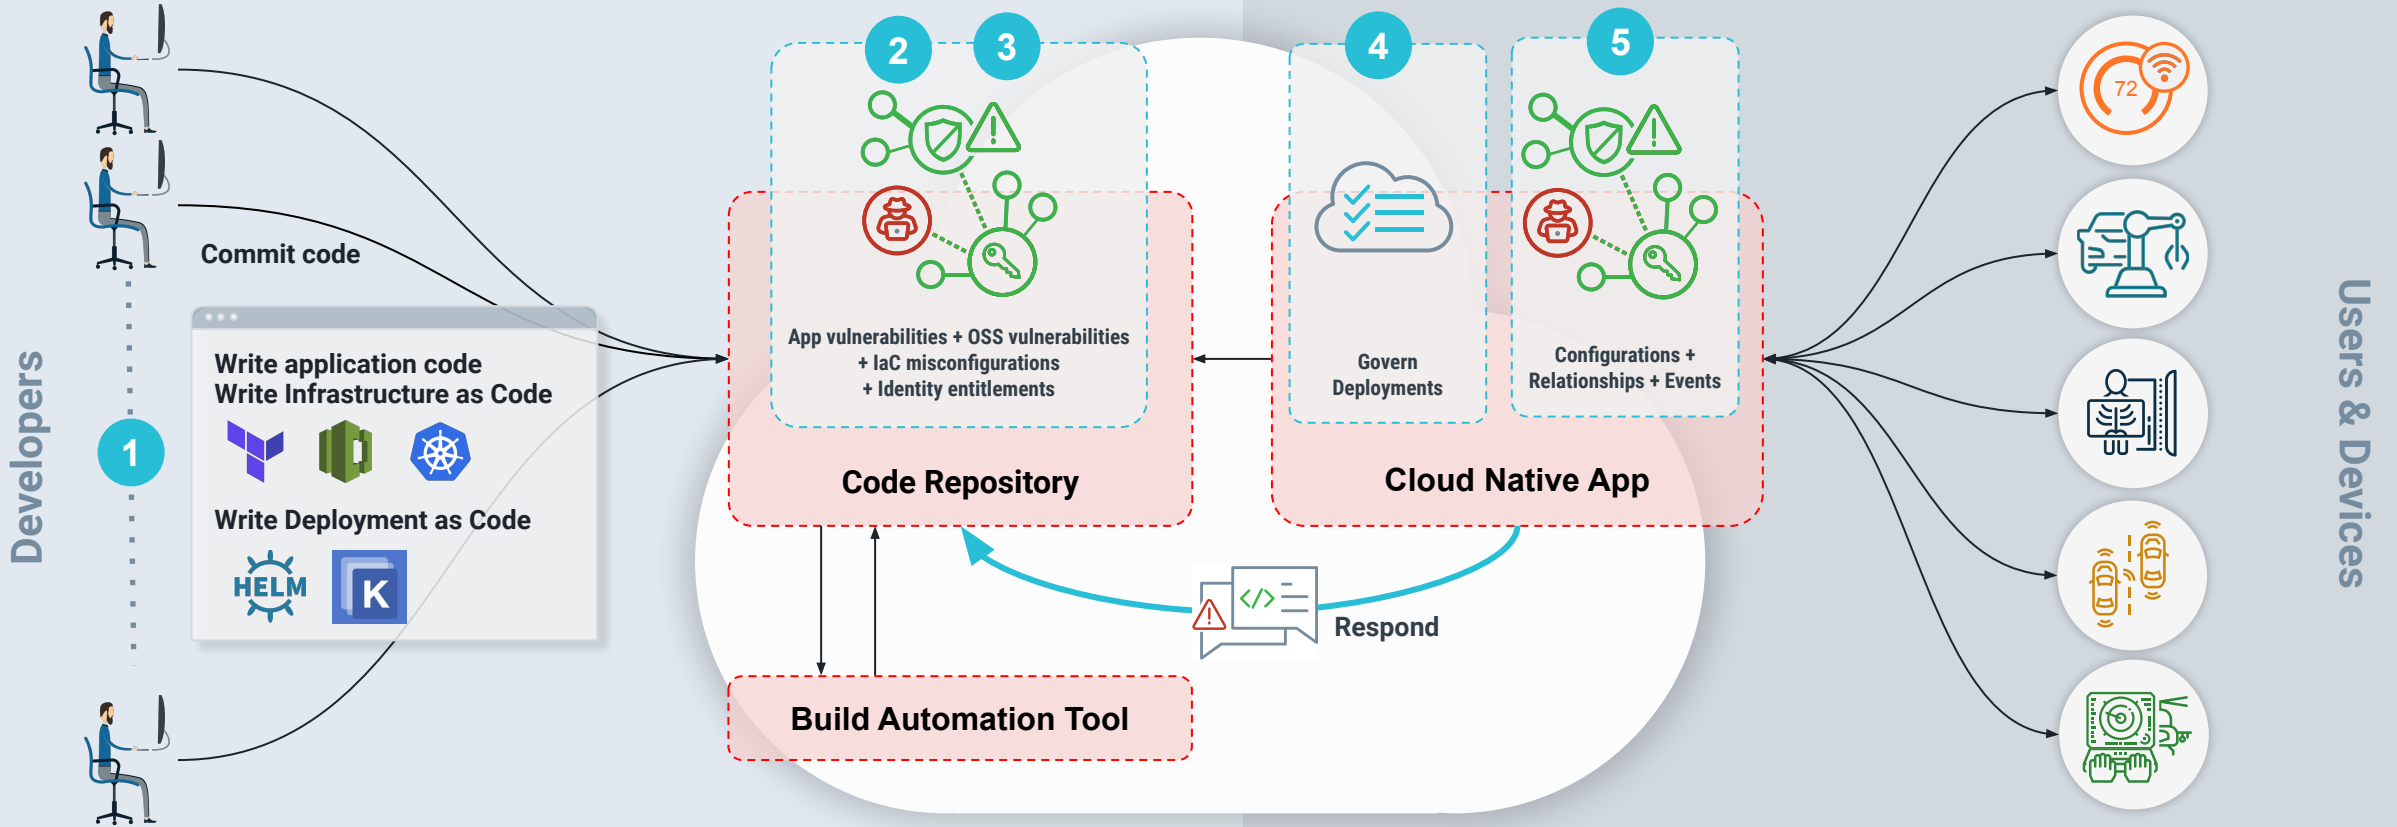 Developers
1
Commit code
Write application code
Write Infrastructure as Code
Write Deployment as Code
HELM
K
2
3
App vulnerabilities + OSS vulnerabilities
+ IaC misconfigurations
+ Identity entitlements
Code Repository
Build Automation Tool
4
Govern
Deployments
5
Configurations +
Relationships + Events
Cloud Native App
</>
Respond
72
Users & Devices